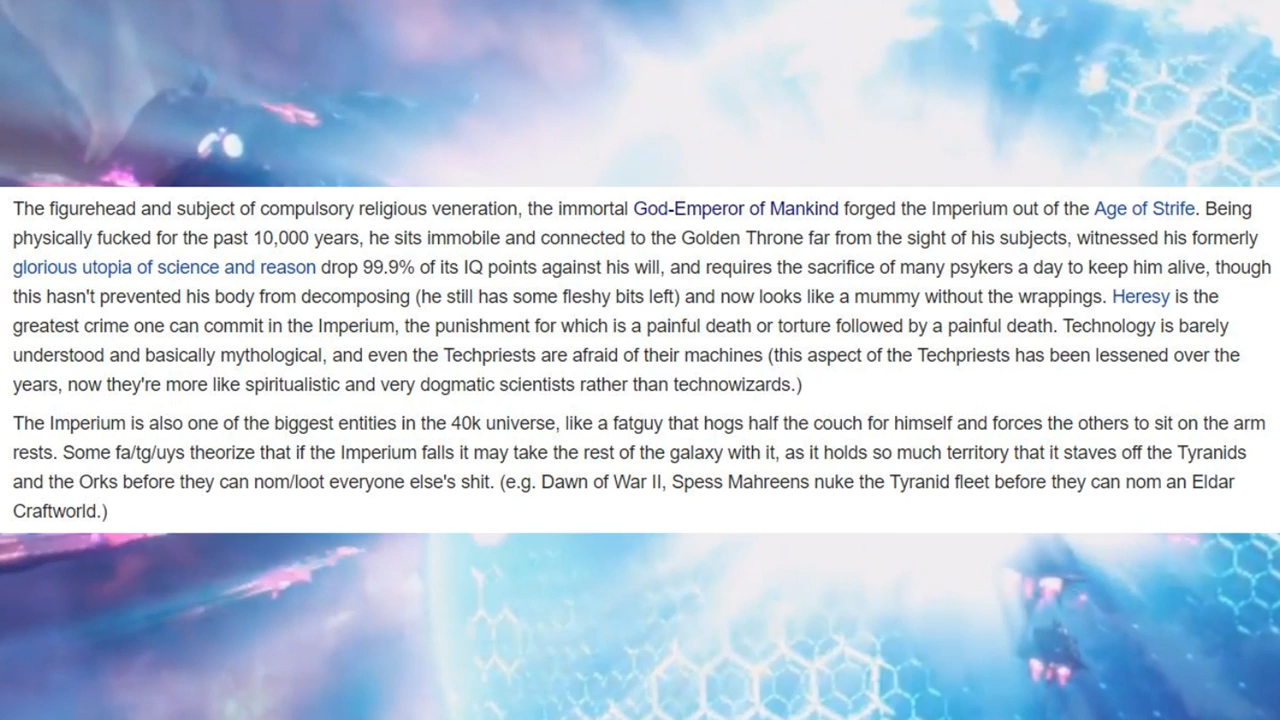 The figurehead and subject of compulsory religious veneration, the immortal God-Emperor of Mankind forged the Imperium out of the Age of Strife. Being
physically fucked for the past 10,000 years, he sits immobile and connected to the Golden Throne far from the sight of his subjects, witnessed his formerly
glorious utopia of science and reason drop 99.9% of its IQ points against his will, and requires the sacrifice of many psykers a day to keep him alive, though
this hasn't prevented his body from decomposing (he still has some fleshy bits left) and now looks like a mummy without the wrappings. Heresy is the
greatest crime one can commit in the Imperium, the punishment for which is a painful death or torture followed by a painful death. Technology is barely
understood and basically mythological, and even the Techpriests are afraid of their machines (this aspect of the Techpriests has been lessened over the
years, now they're more like spiritualistic and very dogmatic scientists rather than technowizards.)
The Imperium is also one of the biggest entities in the 40k universe, like a fatguy that hogs half the couch for himself and forces the others to sit on the arm
rests. Some fa/tg/uys theorize that if the Imperium falls it may take the rest of the galaxy with it, as it holds so much territory that it staves off the Tyranids
and the Orks before they can nom/loot everyone else's shit. (e.g. Dawn of War II, Spess Mahreens nuke the Tyranid fleet before they can nom an Eldar
Craftworld.)